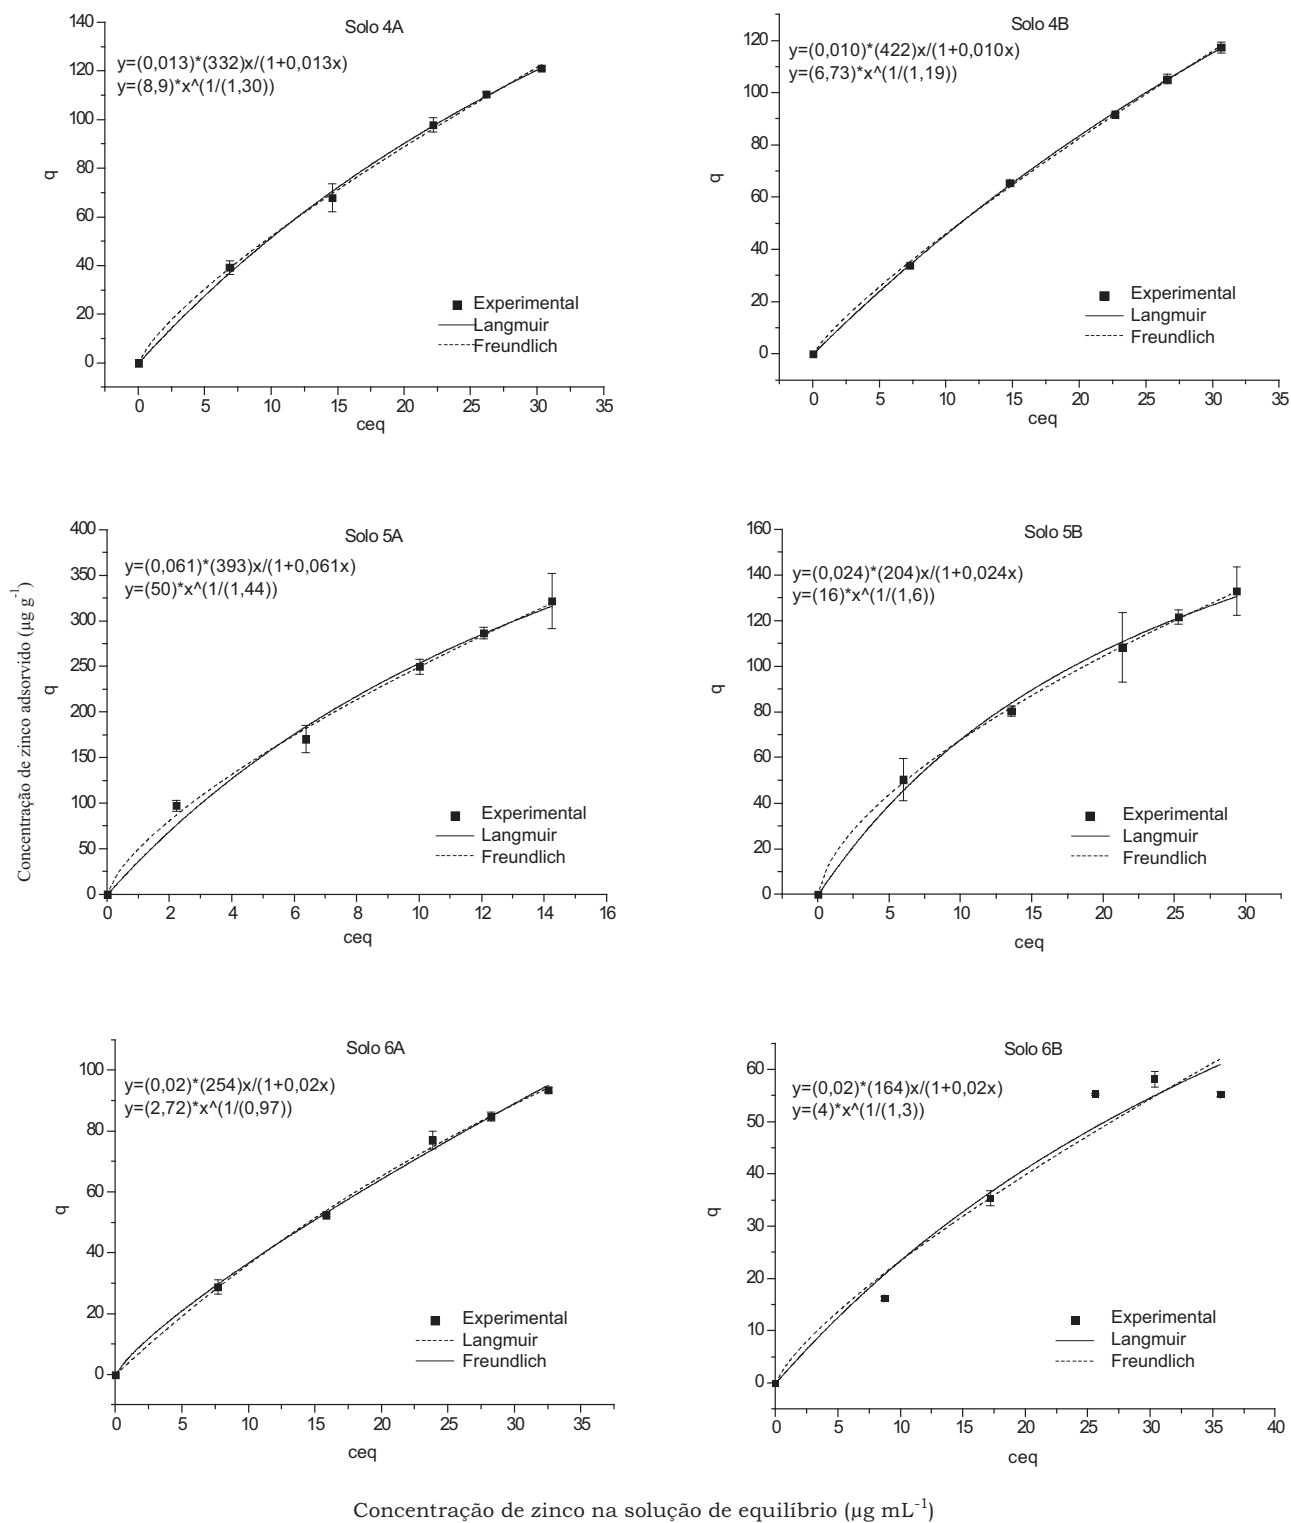 Solo 4A
y=(0,013)*(332)x/(1+0,013x)
y=(8,9)*x^(1/(1,30))
140
120
100
80
60
40
20
0
q
Experimental
Langmuir
Freundlich
0 5 10 15 20 25 30 35
ceq
Solo 4B
y=(0,010)*(422)x/(1+0,010x)
y=(6,73)*x^(1/(1,19))
120
100
80
60
40
20
0
q
Experimental
Langmuir
Freundlich
0 5 10 15 20 25 30 35
ceq
Concentração de zinco adsorvido (µg g-1)
Solo 5A
y=(0,061)*(393)x/(1+0,061x)
y=(50)*x^(1/(1,44))
400
350
300
250
200
150
100
50
0
q
Experimental
Langmuir
Freundlich
0 2 4 6 8 10 12 14 16
ceq
Solo 5B
y=(0,024)*(204)x/(1+0,024x)
y=(16)*x^(1/(1,6))
160
140
120
100
80
60
40
20
0
q
Experimental
Langmuir
Freundlich
0 5 10 15 20 25 30
ceq
Solo 6A
y=(0,02)*(254)x/(1+0,02x)
y=(2,72)*x^(1/(0,97))
100
80
60
40
20
0
q
Experimental
Langmuir
Freundlich
0 5 10 15 20 25 30 35
ceq
Solo 6B
y=(0,02)*(164)x/(1+0,02x)
y=(4)*x^(1/(1,3))
60
50
40
30
20
10
0
q
Experimental
Langmuir
Freundlich
0 5 10 15 20 25 30 35 40
ceq
Concentração de zinco na solução de equilíbrio (µg mL-1)